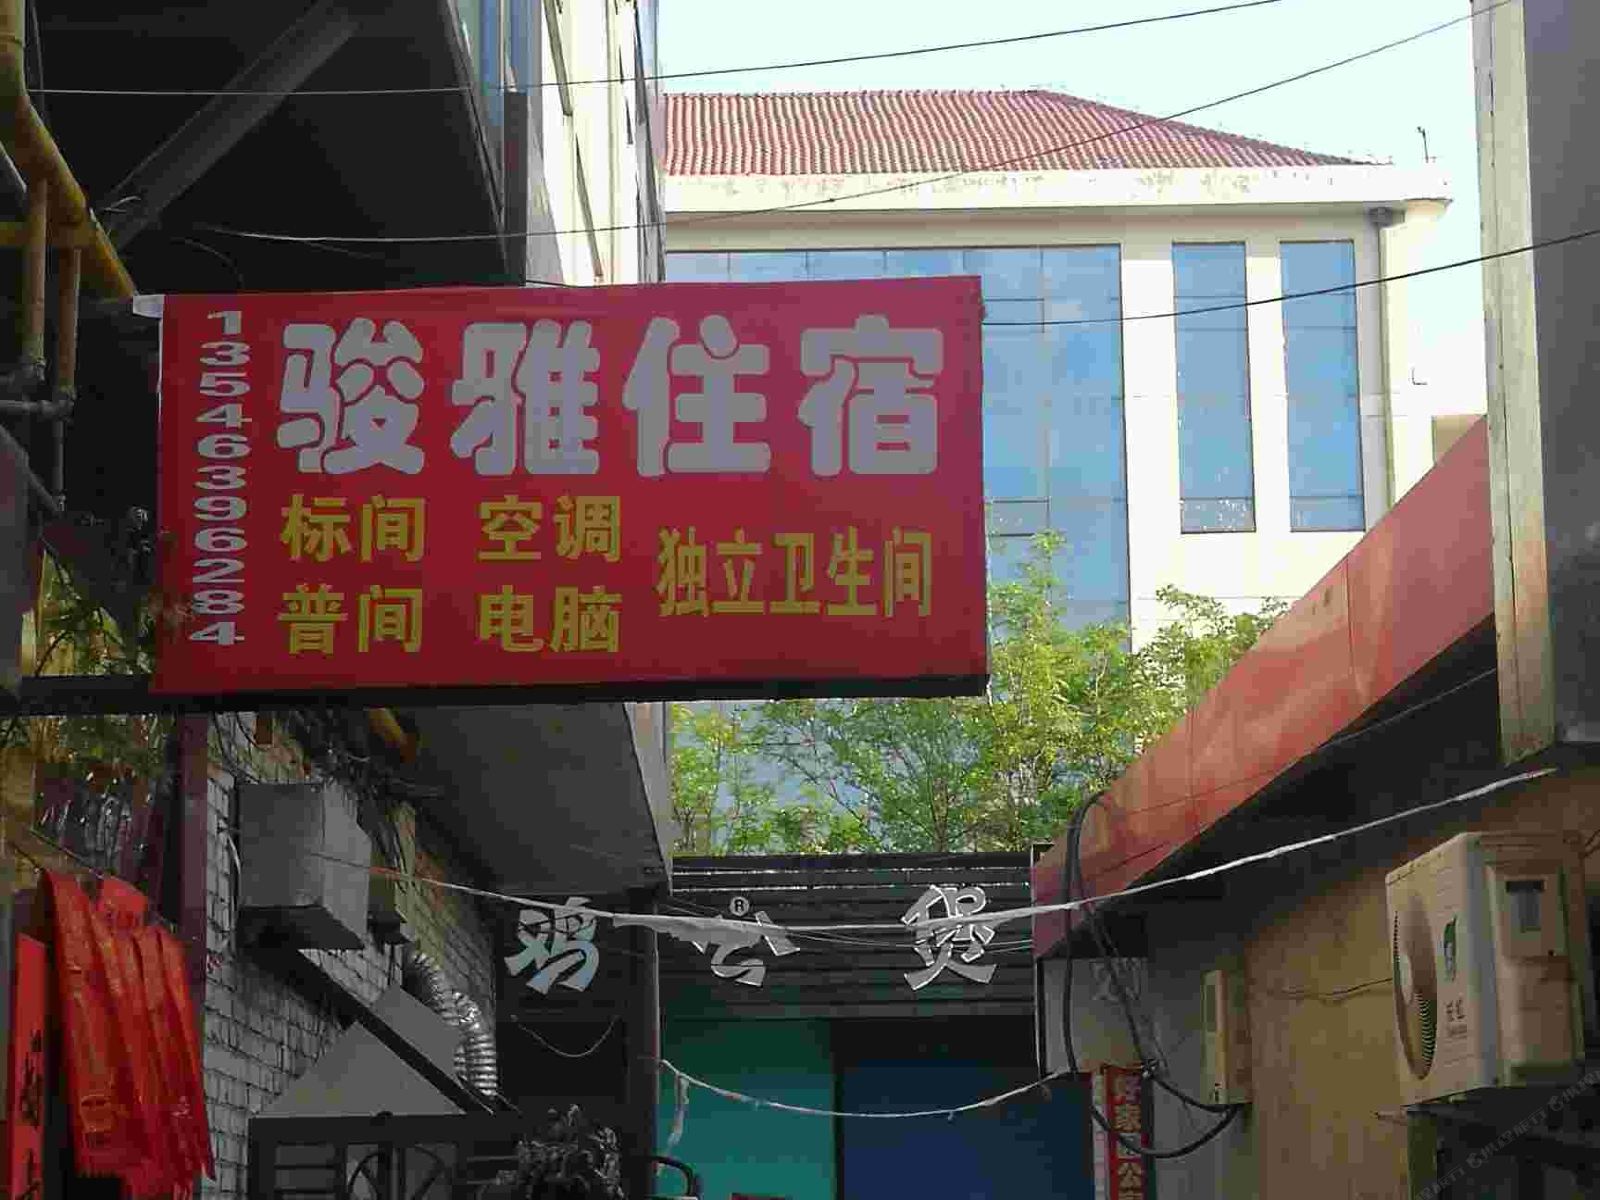 13546396284
骏雅住宿
标间 空调 独立卫生间
普间 电脑
鸡公煲
®